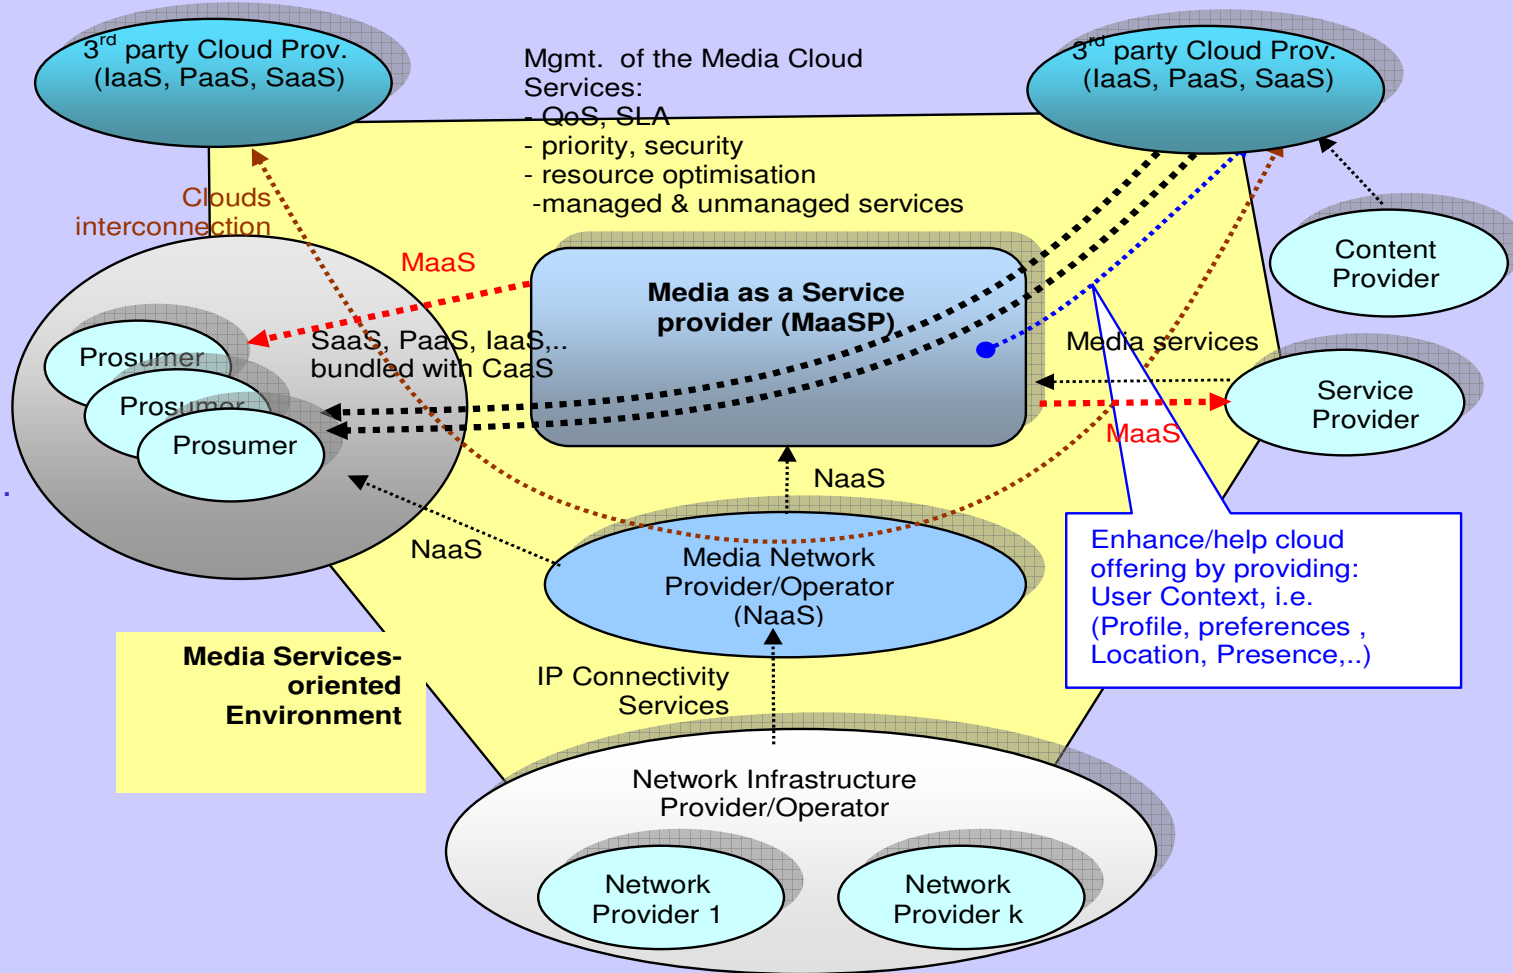 3rd party Cloud Prov.
(IaaS, PaaS, SaaS)
Mgmt. of the Media Cloud
Services:
- QoS, SLA
- priority, security
- resource optimisation
-managed & unmanaged services
3rd party Cloud Prov.
(IaaS, PaaS, SaaS)
Clouds
interconnection
Content
Provider
MaaS
Media as a Service
provider (MaaSP)
Prosumer
Prosumer
Prosumer
SaaS, PaaS, IaaS,..
bundled with CaaS
Media services
Service
Provider
MaaS
.
NaaS
NaaS
Media Network
Provider/Operator
(NaaS)
Enhance/help cloud
offering by providing:
User Context, i.e.
(Profile, preferences ,
Location, Presence,..)
Media Services-
oriented
Environment
IP Connectivity
Services
Network Infrastructure
Provider/Operator
Network
Provider 1
Network
Provider k